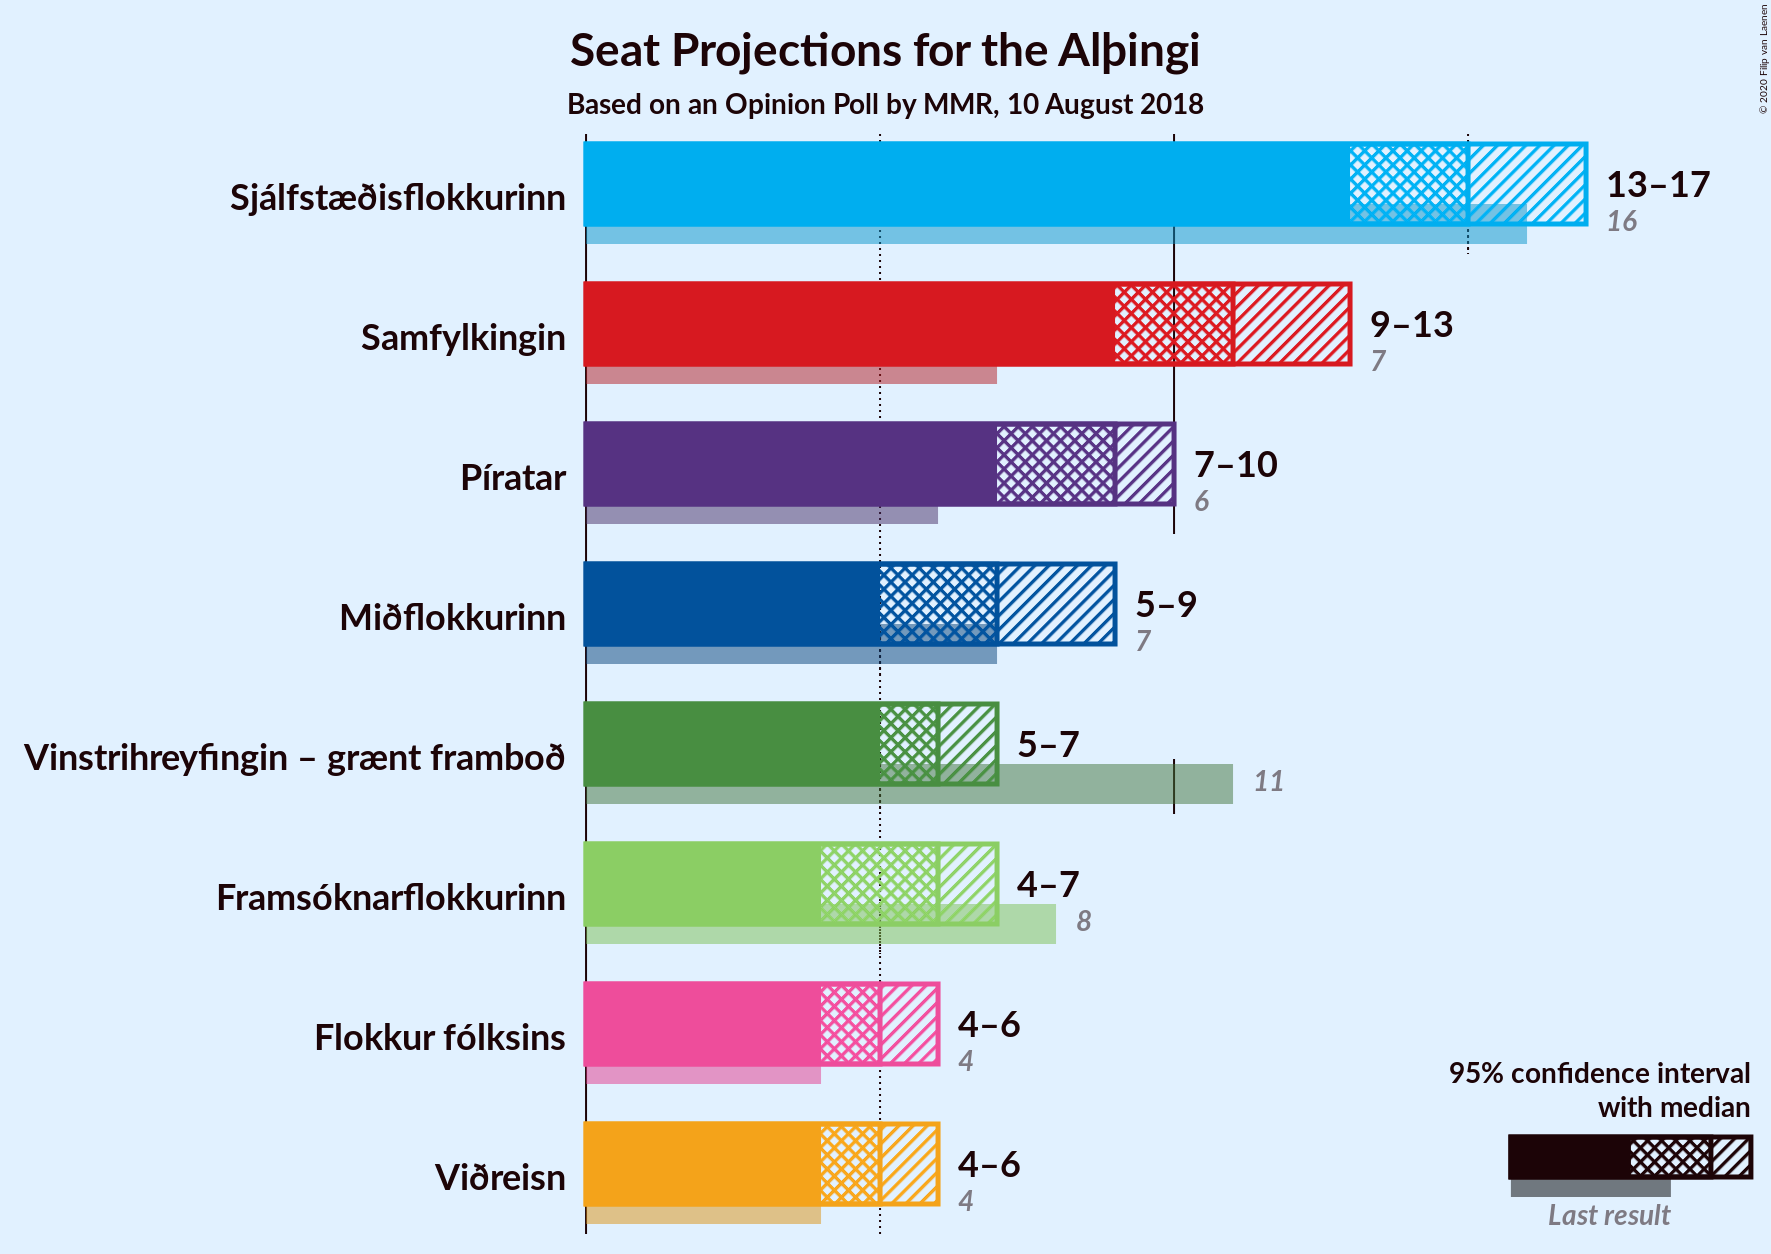 Seat Projections for the Alþingi
Based on an Opinion Poll by MMR, 10 August 2018
© 2020 Filip van Laenen
Sjálfstæðisflokkurinn
13–17
16
Samfylkingin
9–13
7
Píratar
7–10
6
Miðflokkurinn
5–9
7
Vinstrihreyfingin – grænt framboð
5–7
11
Framsóknarflokkurinn
4–7
8
Flokkur fólksins
4–6
4
Viðreisn
4–6
4
95% confidence interval
with median
Last result